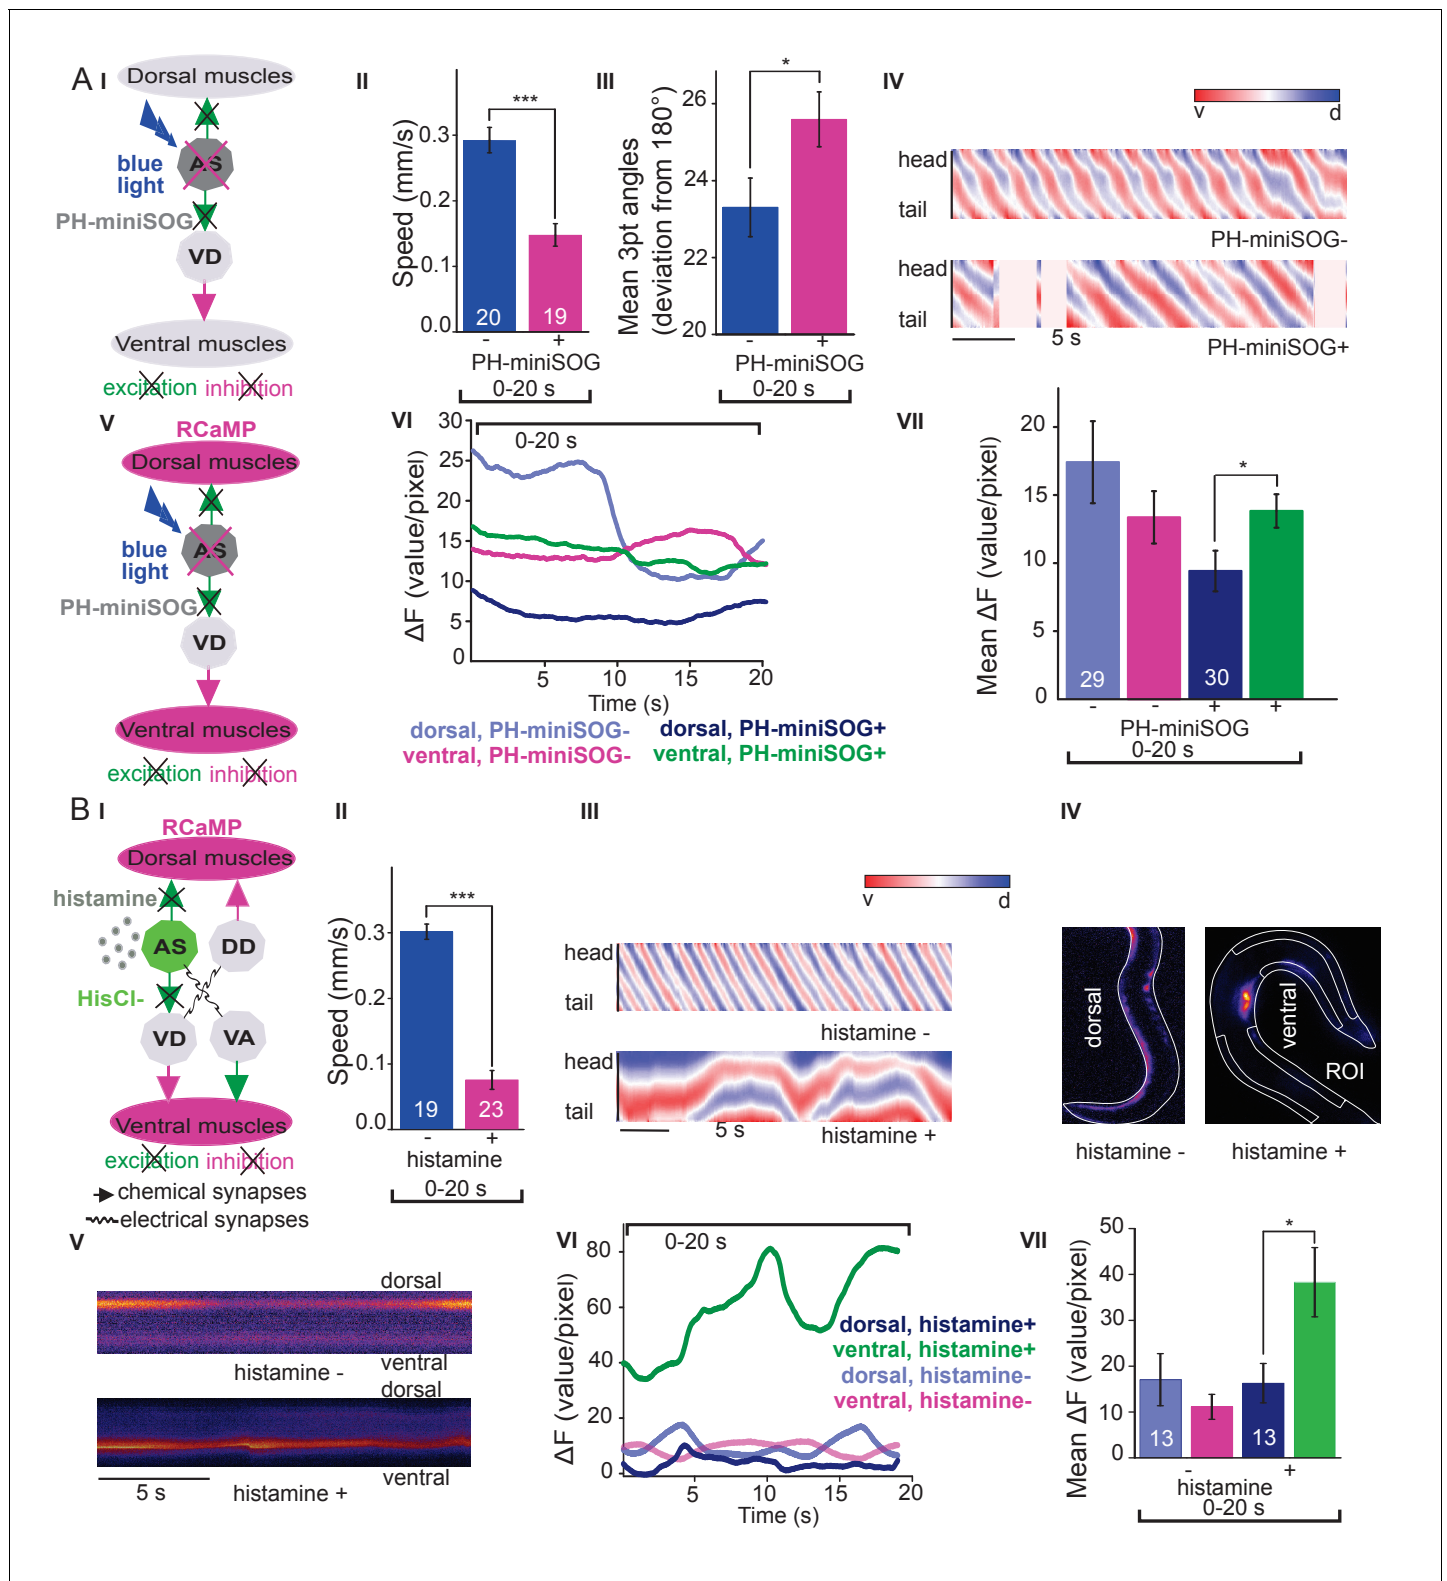 A I
Dorsal muscles
blue
light
AS
PH-miniSOG
VD
Ventral muscles
excitation inhibition
II
Speed (mm/s)
0.3
0.2
0.1
0.0
***
20
19
- +
PH-miniSOG
0-20 s
III
Mean 3pt angles
(deviation from 180°)
26
24
22
20
*
- +
PH-miniSOG
0-20 s
IV
v d
head
tail
PH-miniSOG-
head
tail
5 s
PH-miniSOG+
V
RCaMP
Dorsal muscles
blue
light
AS
PH-miniSOG
VD
Ventral muscles
excitation inhibition
VI
ΔF (value/pixel)
30
25
20
15
10
5
0
0-20 s
5 10 15 20
Time (s)
dorsal, PH-miniSOG- dorsal, PH-miniSOG+
ventral, PH-miniSOG- ventral, PH-miniSOG+
VII
Mean ΔF (value/pixel)
20
15
10
5
0
*
29
30
- - + +
PH-miniSOG
0-20 s
B I
RCaMP
Dorsal muscles
histamine
AS DD
HisCl-
VD VA
Ventral muscles
excitation inhibition
chemical synapses
electrical synapses
II
Speed (mm/s)
0.3
0.2
0.1
0.0
***
19
23
- +
histamine
0-20 s
III
v d
head
tail
histamine -
head
tail
5 s
histamine +
IV
dorsal
ventral
ROI
histamine - histamine +
V
dorsal
ventral
histamine -
dorsal
ventral
5 s
histamine +
VI
ΔF (value/pixel)
80
60
40
20
0
0-20 s
dorsal, histamine+
ventral, histamine+
dorsal, histamine-
ventral, histamine-
5 10 15 20
Time (s)
VII
Mean ΔF (value/pixel)
50
40
30
20
10
0
*
13
13
- +
histamine
0-20 s